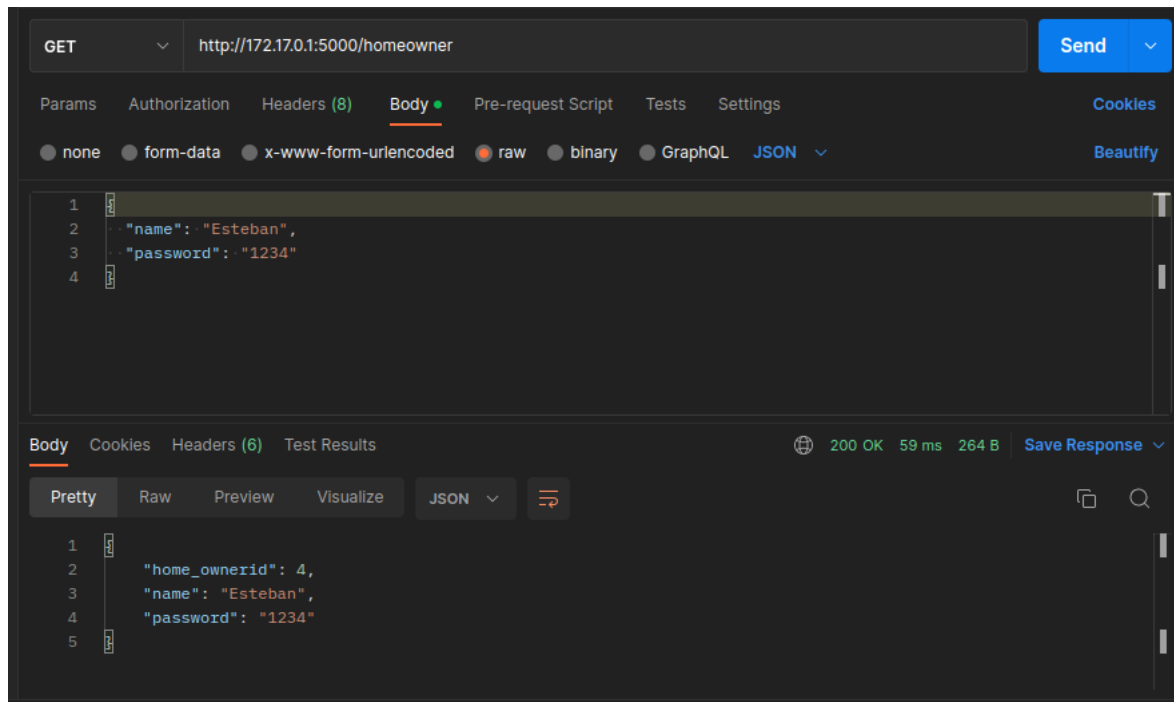 GET http://172.17.0.1:5000/homeowner Send
Params Authorization Headers (8) Body Pre-request Script Tests Settings Cookies
none form-data x-www-form-urlencoded raw binary GraphQL JSON Beautify
1 {
2 "name": "Esteban",
3 "password": "1234"
4 }
Body Cookies Headers (6) Test Results 200 OK 59 ms 264 B Save Response
Pretty Raw Preview Visualize JSON
1 {
2 "home_ownerid": 4,
3 "name": "Esteban",
4 "password": "1234"
5 }